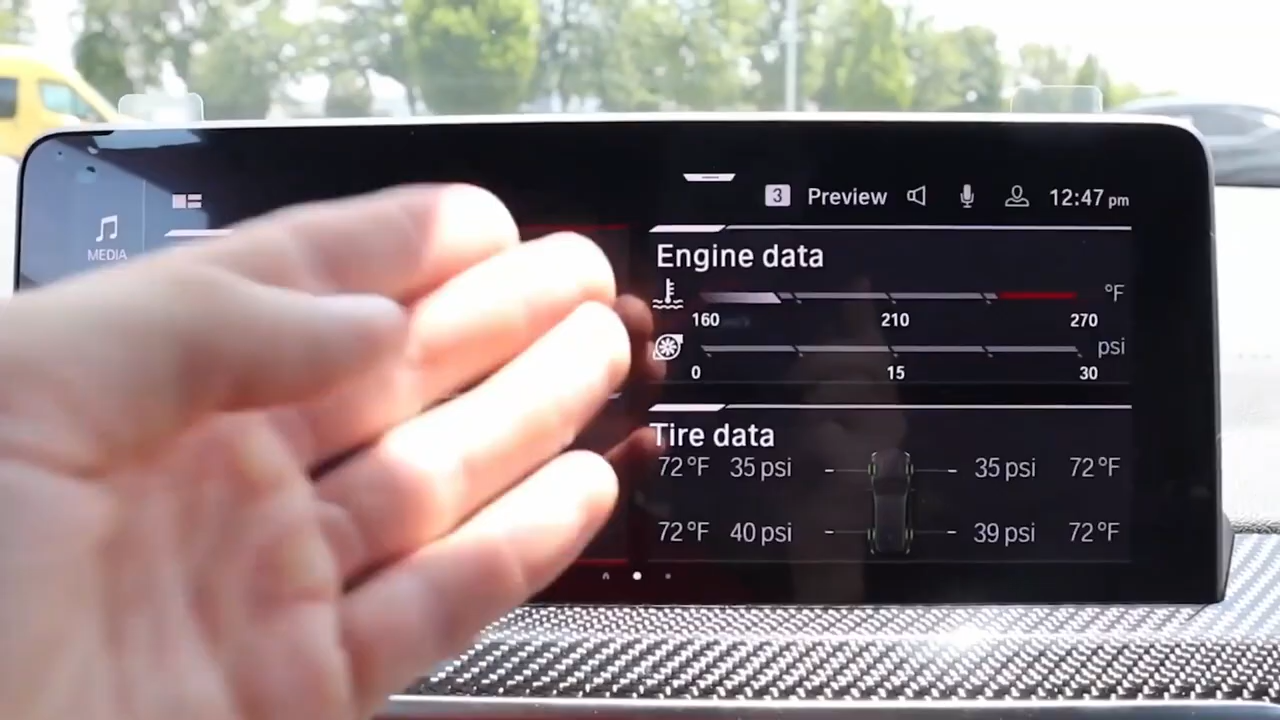 3 Preview 12:47 pm
MEDIA
Engine data
°F
160 210 270
psi
0 15 30
Tire data
72 °F 35 psi 35 psi 72 °F
72 °F 40 psi 39 psi 72 °F